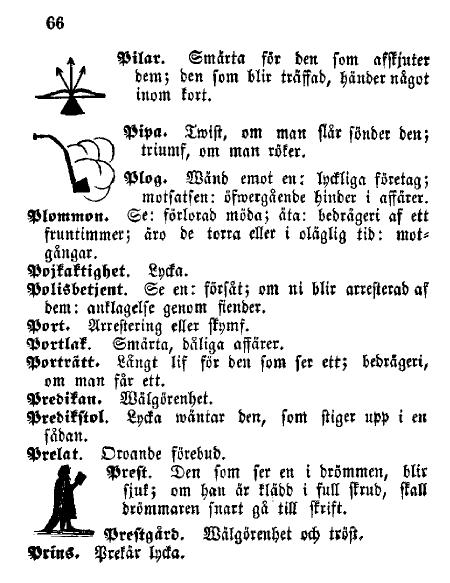 66
Pilar. Smärta för den som afskjuter
dem; den som blir träffad, händer något
inom kort.
Pipa. Twist, om man slår sönder den;
triumf, om man röker.
Plog. Wänd emot en: lyckliga företag;
motsatsen: öfwergående hinder i affärer.
Plommon. Se: förlorad möda; äta: bedrägeri af ett
fruntimmer; äro de torra eller i oläglig tid: mot-
gångar.
Pojkaktighet. Lycka.
Polisbetjent. Se en: försåt; om ni blir arresterad af
dem: anklagelse genom fiender.
Port. Arrestering eller skymf.
Portlak. Smärta, dåliga affärer.
Porträtt. Långt lif för den som ser ett; bedrägeri,
om man får ett.
Predikan. Wälgörenhet.
Predikstol. Lycka wäntar den, som stiger upp i en
sådan.
Prelat. Oroande förebud.
Prest. Den som ser en i drömmen, blir
sjuk; om han är klädd i full skrud, skall
drömmaren snart gå till skrift.
Prestgård. Wälgörenhet och tröst.
Prins. Prekär lycka.